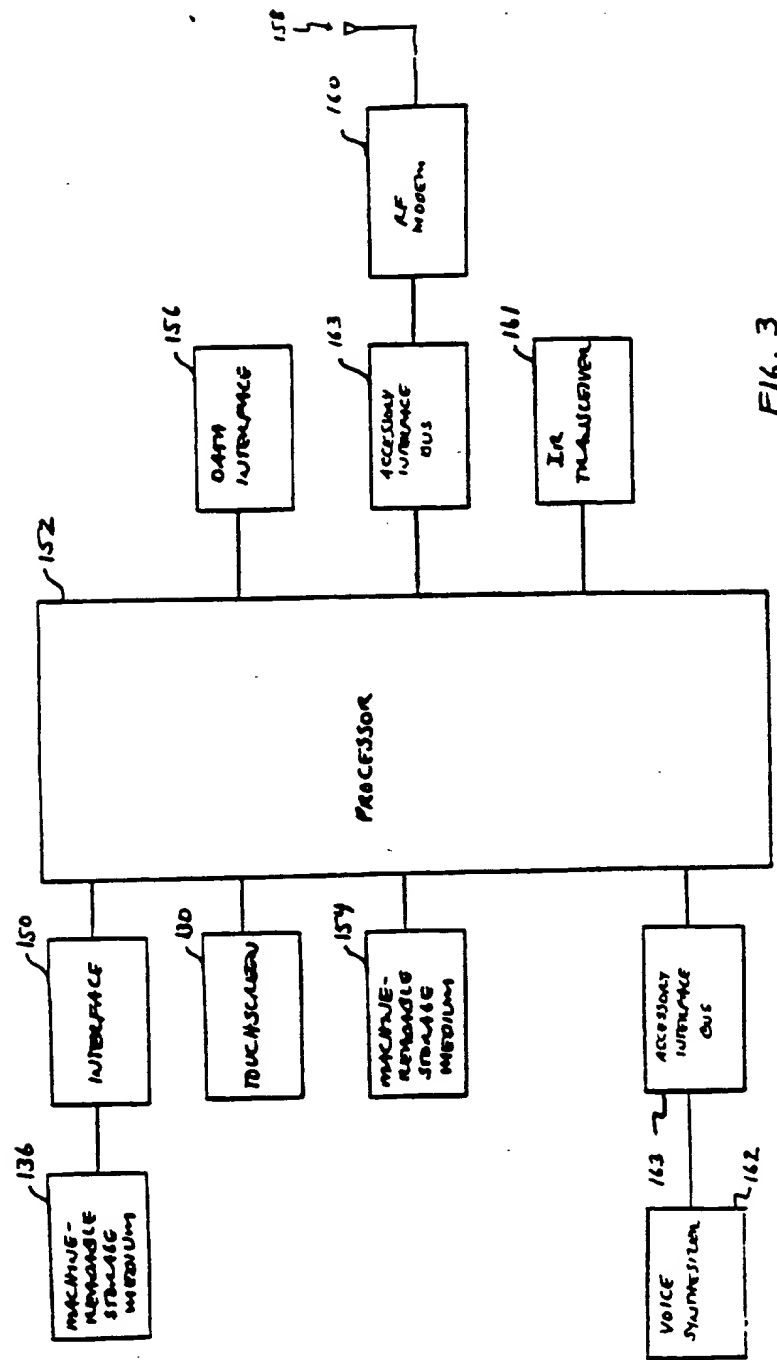 136
MACHINE-
READABLE
STORAGE
MEDIUM
150
INTERFACE
130
TOUCHSCREEN
154
MACHINE-
READABLE
STORAGE
MEDIUM
VOICE
SYNTHESIZER
162
163
ACCESSORY
INTERFACE
BUS
152
PROCESSOR
156
DATA
INTERFACE
163
ACCESSORY
INTERFACE
BUS
161
IR
TRANSCEIVER
160
RF
MODEM
158
FIG. 3